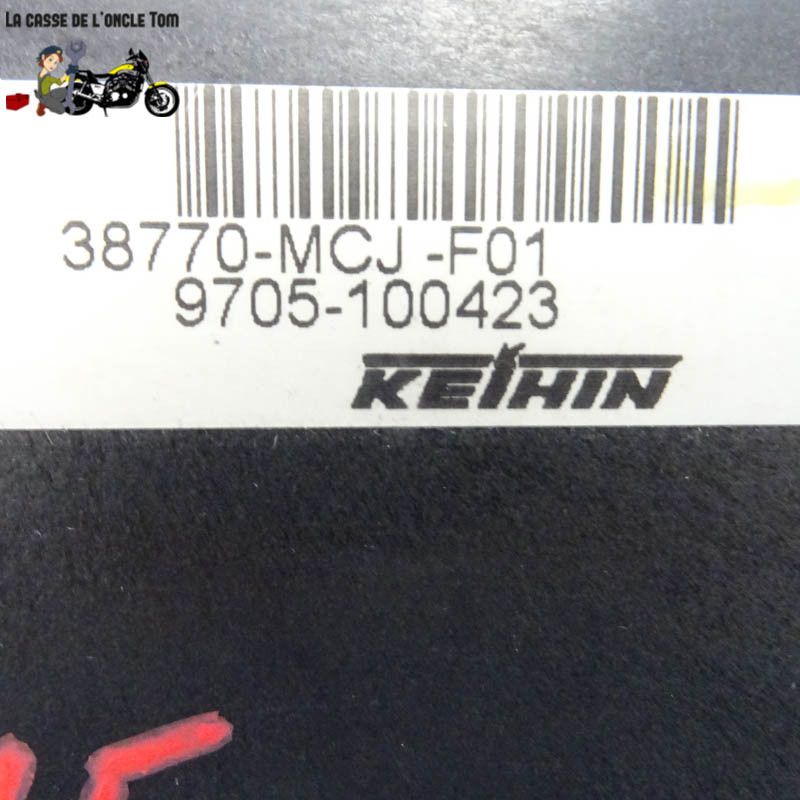 La casse de l'oncle Tom
38770-MCJ -F01
9705-100423
KEIHIN